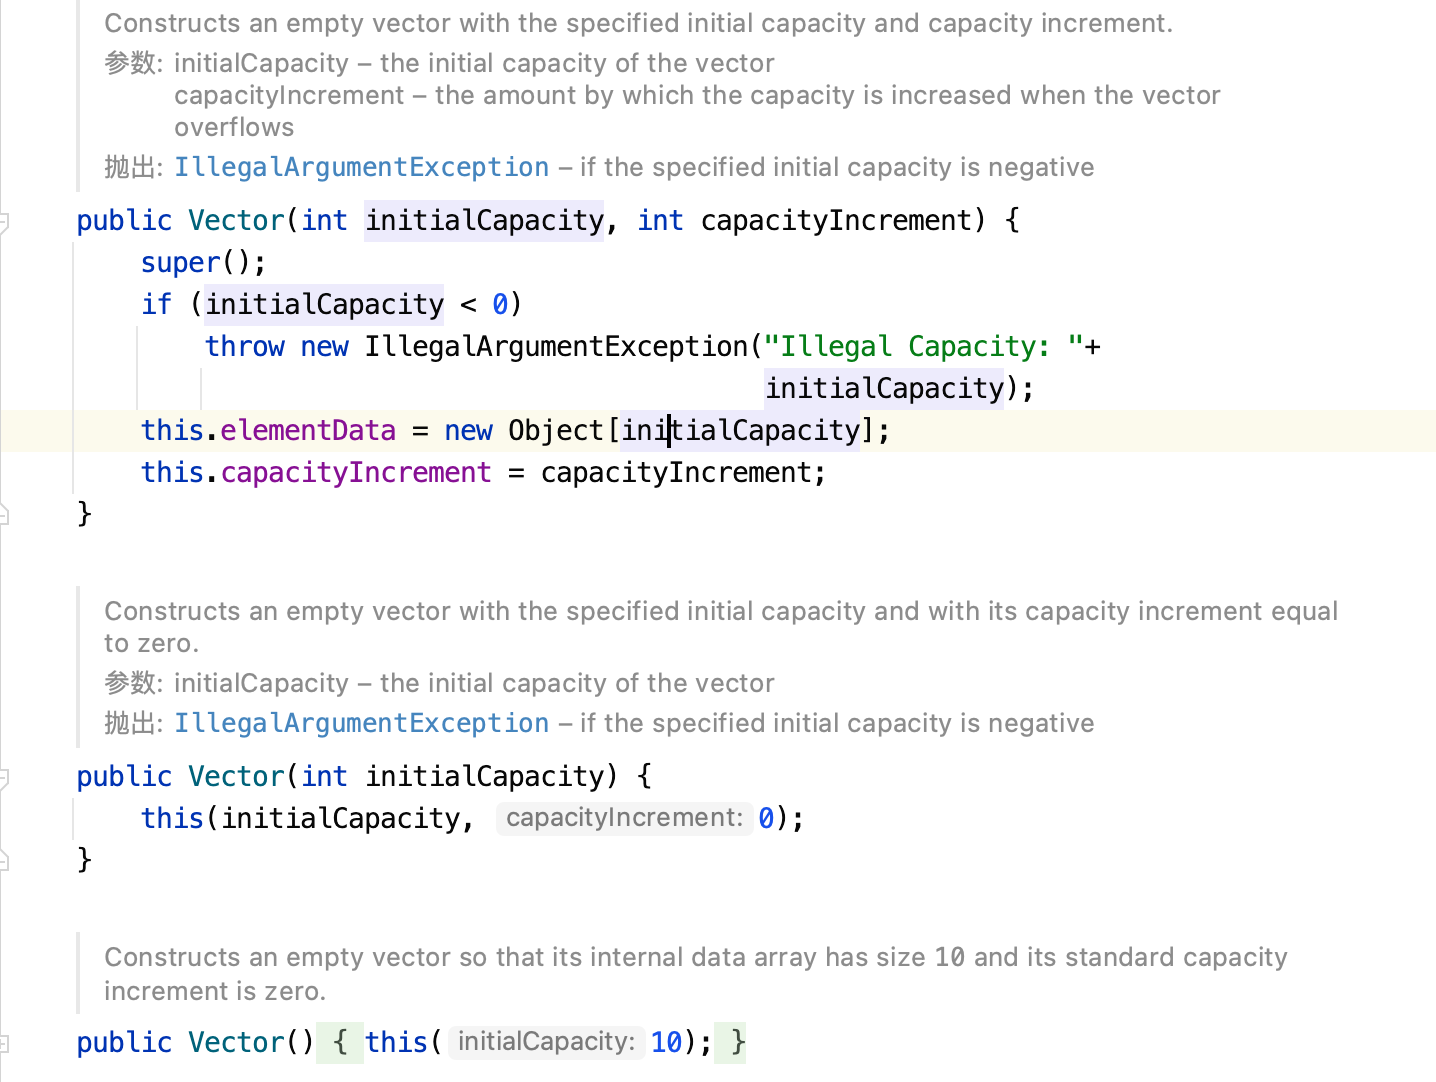 Constructs an empty vector with the specified initial capacity and capacity increment.
参数: initialCapacity – the initial capacity of the vector
capacityIncrement – the amount by which the capacity is increased when the vector
overflows
抛出: IllegalArgumentException – if the specified initial capacity is negative
public Vector(int initialCapacity, int capacityIncrement) {
super();
if (initialCapacity < 0)
throw new IllegalArgumentException("Illegal Capacity: "+
initialCapacity);
this.elementData = new Object[initialCapacity];
this.capacityIncrement = capacityIncrement;
}
Constructs an empty vector with the specified initial capacity and with its capacity increment equal
to zero.
参数: initialCapacity – the initial capacity of the vector
抛出: IllegalArgumentException – if the specified initial capacity is negative
public Vector(int initialCapacity) {
this(initialCapacity, capacityIncrement: 0);
}
Constructs an empty vector so that its internal data array has size 10 and its standard capacity
increment is zero.
public Vector() { this( initialCapacity: 10); }